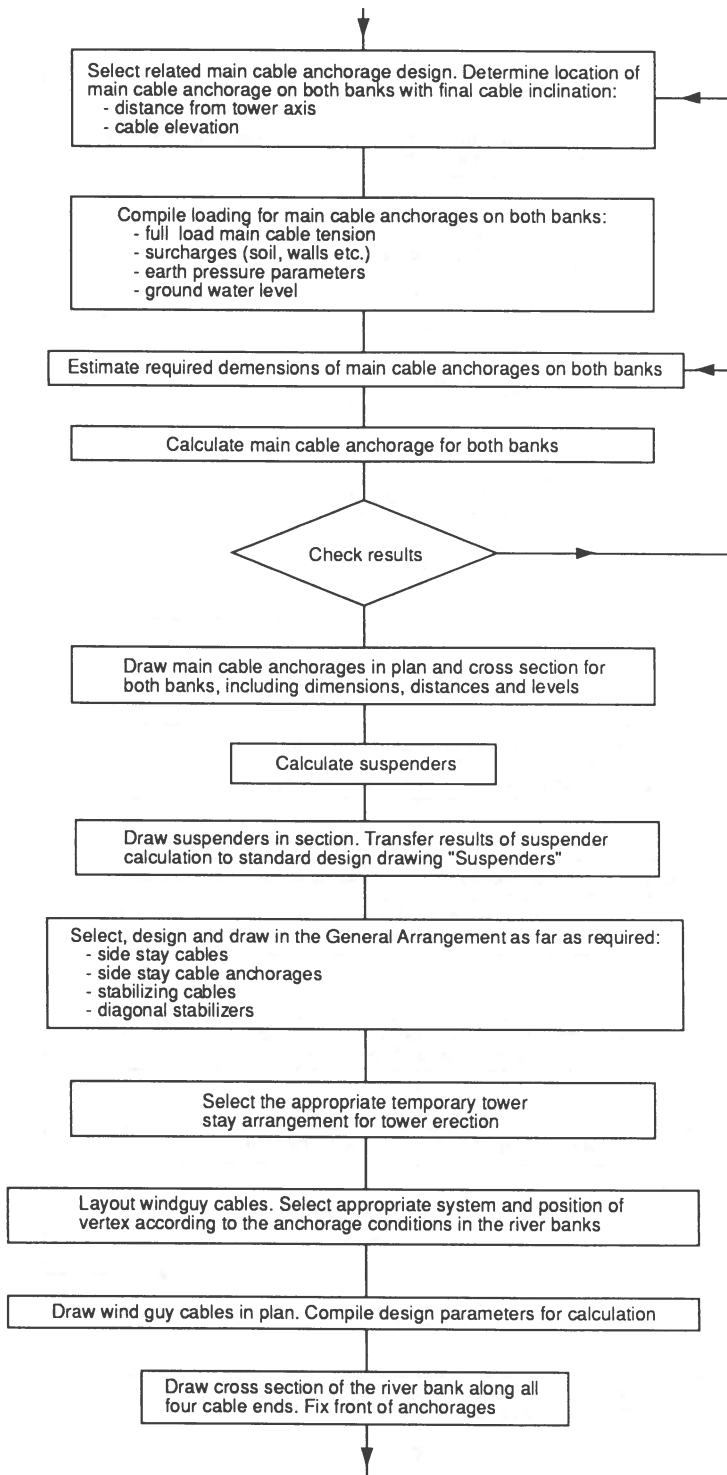 Select related main cable anchorage design. Determine location of
main cable anchorage on both banks with final cable inclination:
- distance from tower axis
- cable elevation
Compile loading for main cable anchorages on both banks:
- full load main cable tension
- surcharges (soil, walls etc.)
- earth pressure parameters
- ground water level
Estimate required demensions of main cable anchorages on both banks
Calculate main cable anchorage for both banks
Check results
Draw main cable anchorages in plan and cross section for
both banks, including dimensions, distances and levels
Calculate suspenders
Draw suspenders in section. Transfer results of suspender
calculation to standard design drawing "Suspenders"
Select, design and draw in the General Arrangement as far as required:
- side stay cables
- side stay cable anchorages
- stabilizing cables
- diagonal stabilizers
Select the appropriate temporary tower
stay arrangement for tower erection
Layout windguy cables. Select appropriate system and position of
vertex according to the anchorage conditions in the river banks
Draw wind guy cables in plan. Compile design parameters for calculation
Draw cross section of the river bank along all
four cable ends. Fix front of anchorages